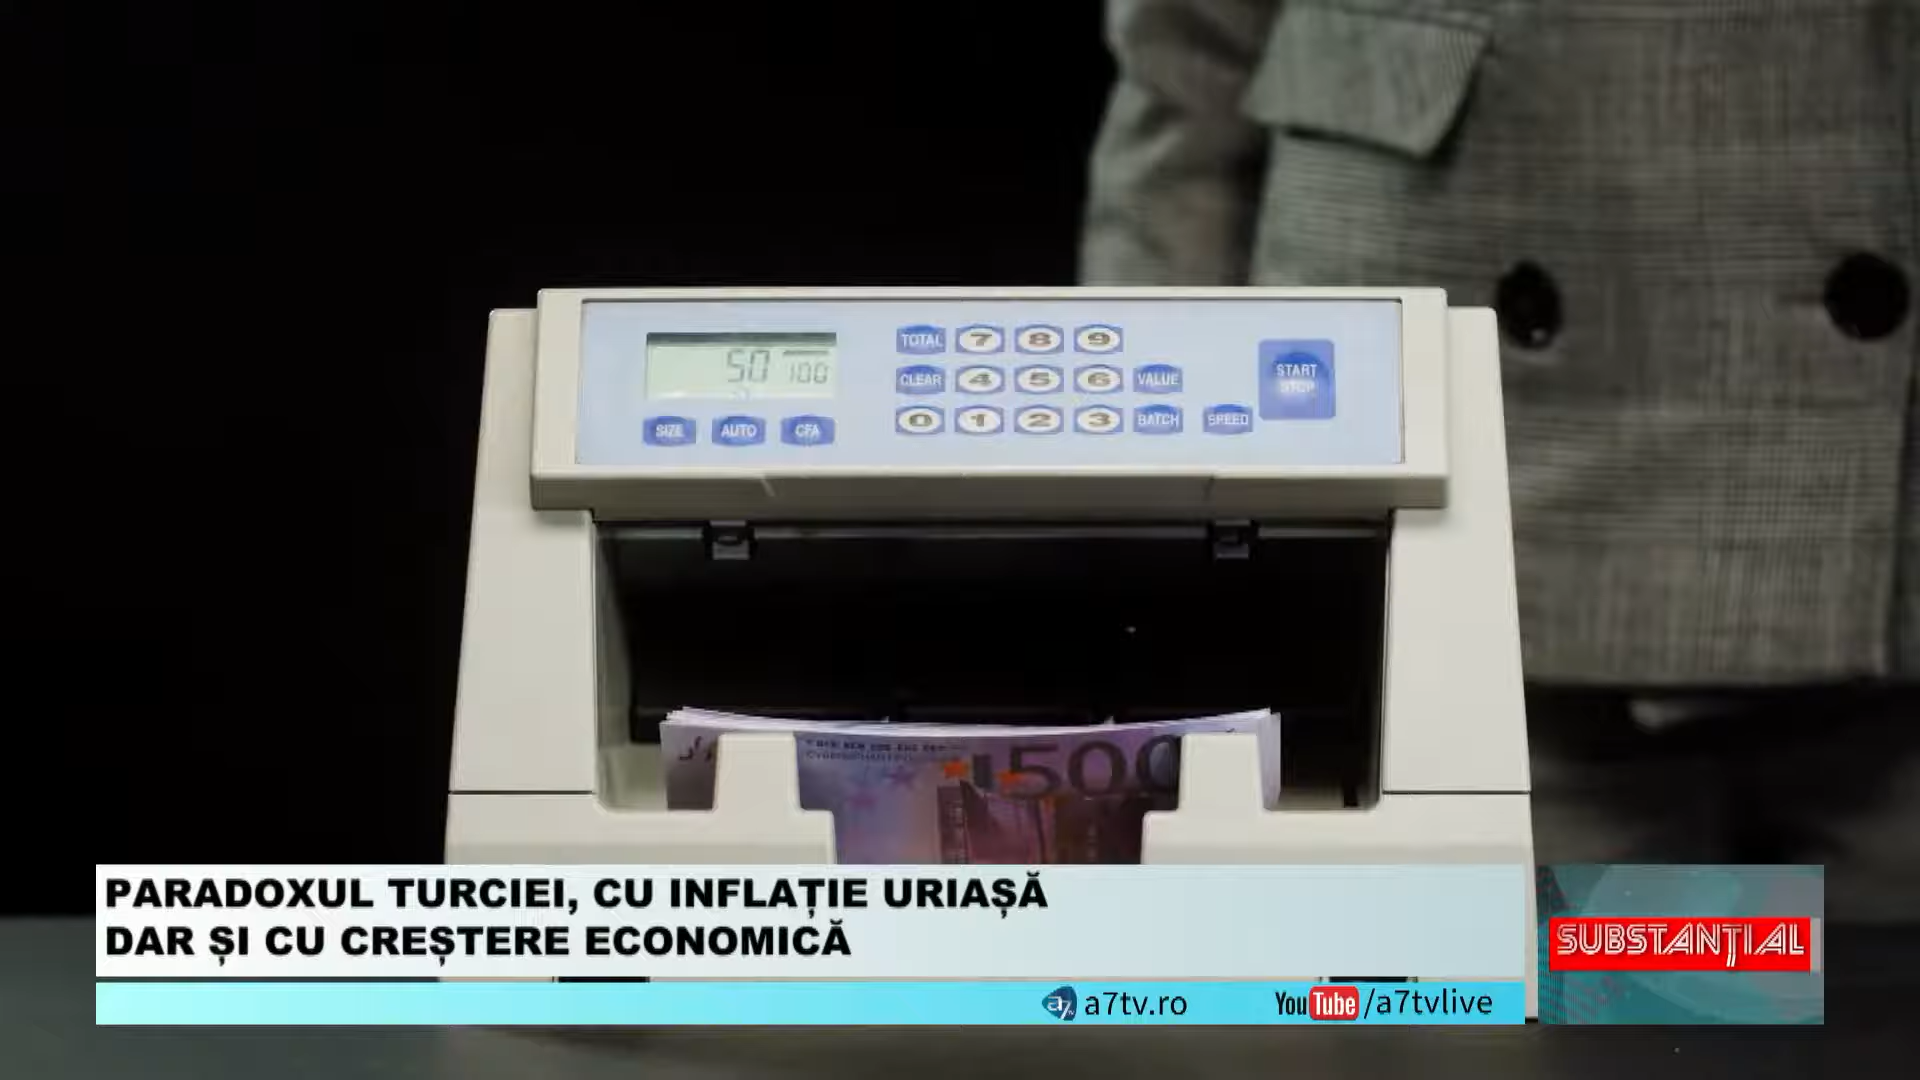 50 100
TOTAL 7 8 9
CLEAR 4 5 6 VALUE
0 1 2 3 BATCH SPEED
START
STOP
SIZE AUTO CFA
500
PARADOXUL TURCIEI, CU INFLAȚIE URIAȘĂ
DAR ȘI CU CREȘTERE ECONOMICĂ
SUBSTANȚIAL
a7tv.ro YouTube/a7tvlive